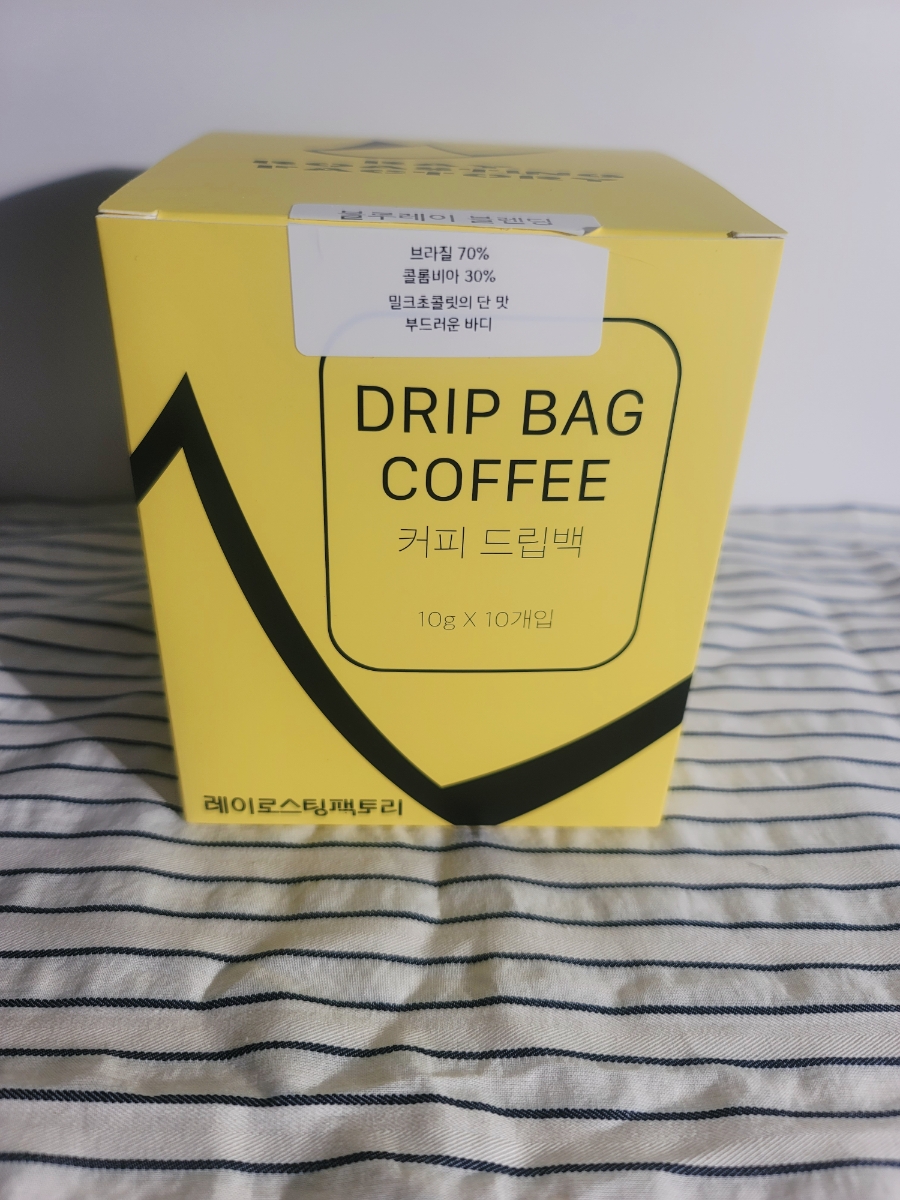 ROASTING
FACTORY
블루레이 블렌딩
브라질 70%
콜롬비아 30%
밀크초콜릿의 단 맛
부드러운 바디
DRIP BAG
COFFEE
커피 드립백
10g X 10개입
레이로스팅팩토리